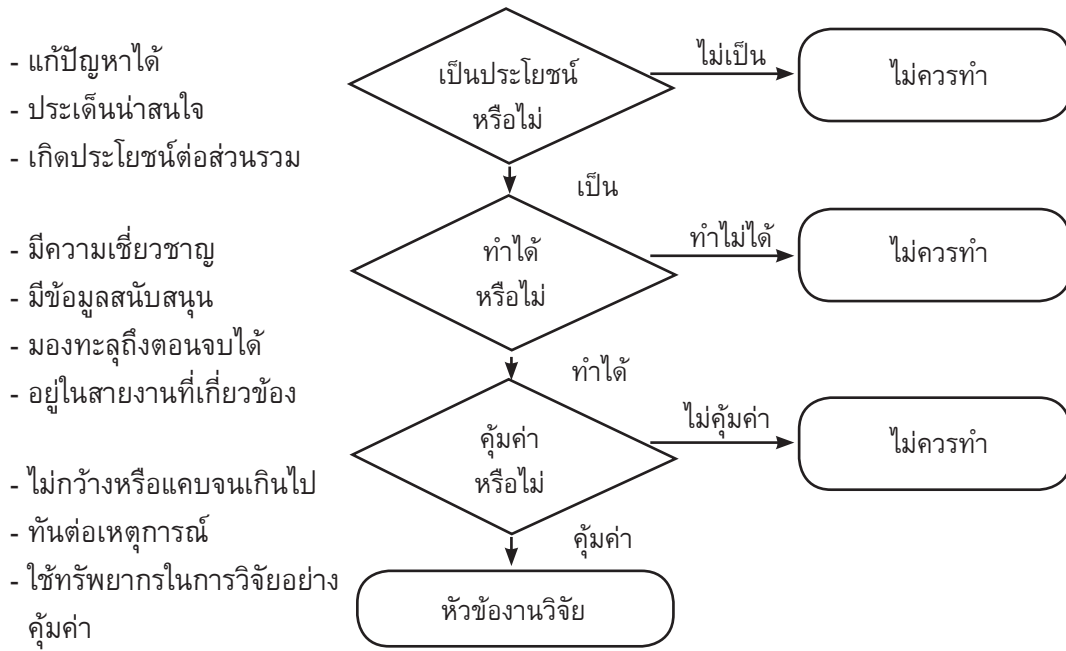 - แก้ปัญหาได้
- ประเด็นน่าสนใจ
- เกิดประโยชน์ต่อส่วนรวม
เป็นประโยชน์
หรือไม่
ไม่เป็น
ไม่ควรทำ
เป็น
- มีความเชี่ยวชาญ
- มีข้อมูลสนับสนุน
- มองทะลุถึงตอนจบได้
- อยู่ในสายงานที่เกี่ยวข้อง
ทำได้
หรือไม่
ทำไม่ได้
ไม่ควรทำ
ทำได้
- ไม่กว้างหรือแคบจนเกินไป
- ทันต่อเหตุการณ์
- ใช้ทรัพยากรในการวิจัยอย่าง
คุ้มค่า
คุ้มค่า
หรือไม่
ไม่คุ้มค่า
ไม่ควรทำ
คุ้มค่า
หัวข้องานวิจัย